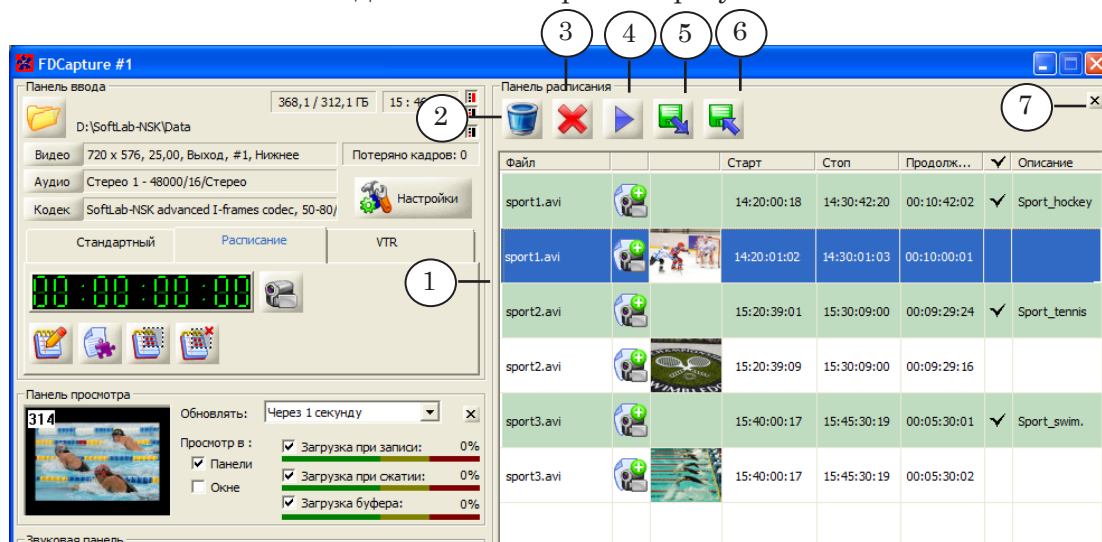 3 4 5 6
FDCapture #1
Панель ввода
368,1 / 312,1 ГБ 15 : 4
D:\SoftLab-NSK\Data
Видео 720 x 576, 25,00, Выход, #1, Нижнее Потеряно кадров: 0
Аудио Стерео 1 - 48000/16/Стерео
Кодек SoftLab-NSK advanced I-frames codec, 50-80/
Настройки
Стандартный Расписание VTR
00:00:00:00
Панель просмотра
314
Обновлять: Через 1 секунду
Просмотр в :
Панели
Окне
Загрузка при записи: 0%
Загрузка при сжатии: 0%
Загрузка буфера: 0%
Звуковая панель
Панель расписания
2
7
1
Файл Старт Стоп Продолж... Описание
sport1.avi 14:20:00:18 14:30:42:20 00:10:42:02 Sport_hockey
sport1.avi 14:20:01:02 14:30:01:03 00:10:00:01
sport2.avi 15:20:39:01 15:30:09:00 00:09:29:24 Sport_tennis
sport2.avi 15:20:39:09 15:30:09:00 00:09:29:16
sport3.avi 15:40:00:17 15:45:30:19 00:05:30:01 Sport_swim.
sport3.avi 15:40:00:17 15:45:30:19 00:05:30:02